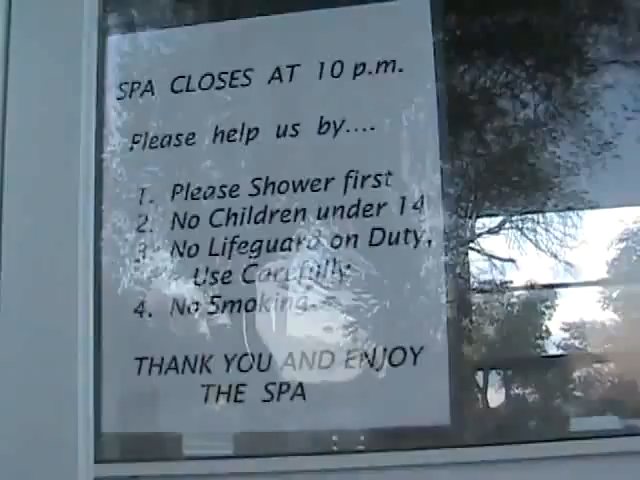 SPA CLOSES AT 10 p.m.
Please help us by....
1. Please Shower first
2. No Children under 14
3. No Lifeguard on Duty,
Use Carefully
4. No Smoking
THANK YOU AND ENJOY
THE SPA